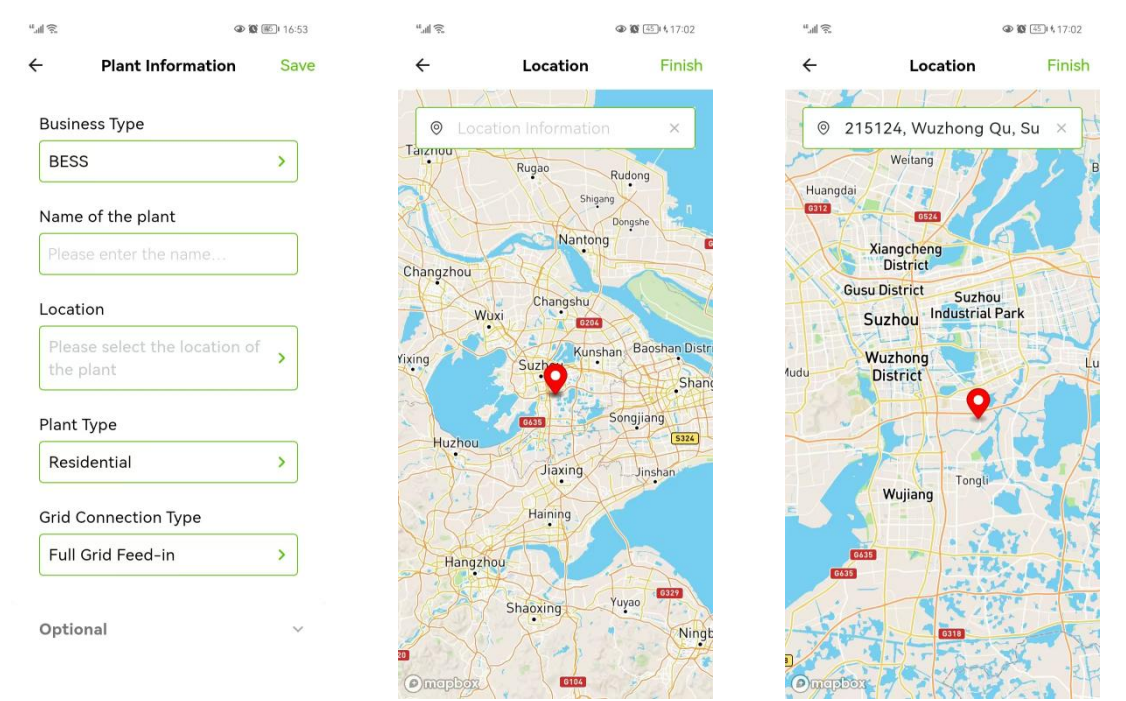 16:53
Plant Information
Save
Business Type
BESS
Name of the plant
Please enter the name...
Location
Please select the location of
the plant
Plant Type
Residential
Grid Connection Type
Full Grid Feed-in
Optional
45
17:02
Location
Finish
Location Information
Taizhou
Rugao
Rudong
Shigang
Dongshe
Nantong
Changzhou
Changshu
Wuxi
G204
Yixing
Kunshan
Baoshan Distr
Suzhou
Shang
G635
Songjiang
S324
Huzhou
Jiaxing
Jinshan
Haining
Hangzhou
G329
Shaoxing
Yuyao
Ningb
20
mapbox
G104
45
17:02
Location
Finish
215124, Wuzhong Qu, Su
Weitang
B
Huangdai
G312
G524
Xiangcheng
District
Gusu District
Suzhou
Industrial Park
Suzhou
Wuzhong
District
Lu
Mudu
Tongli
Wujiang
G635
G635
G318
mapbox